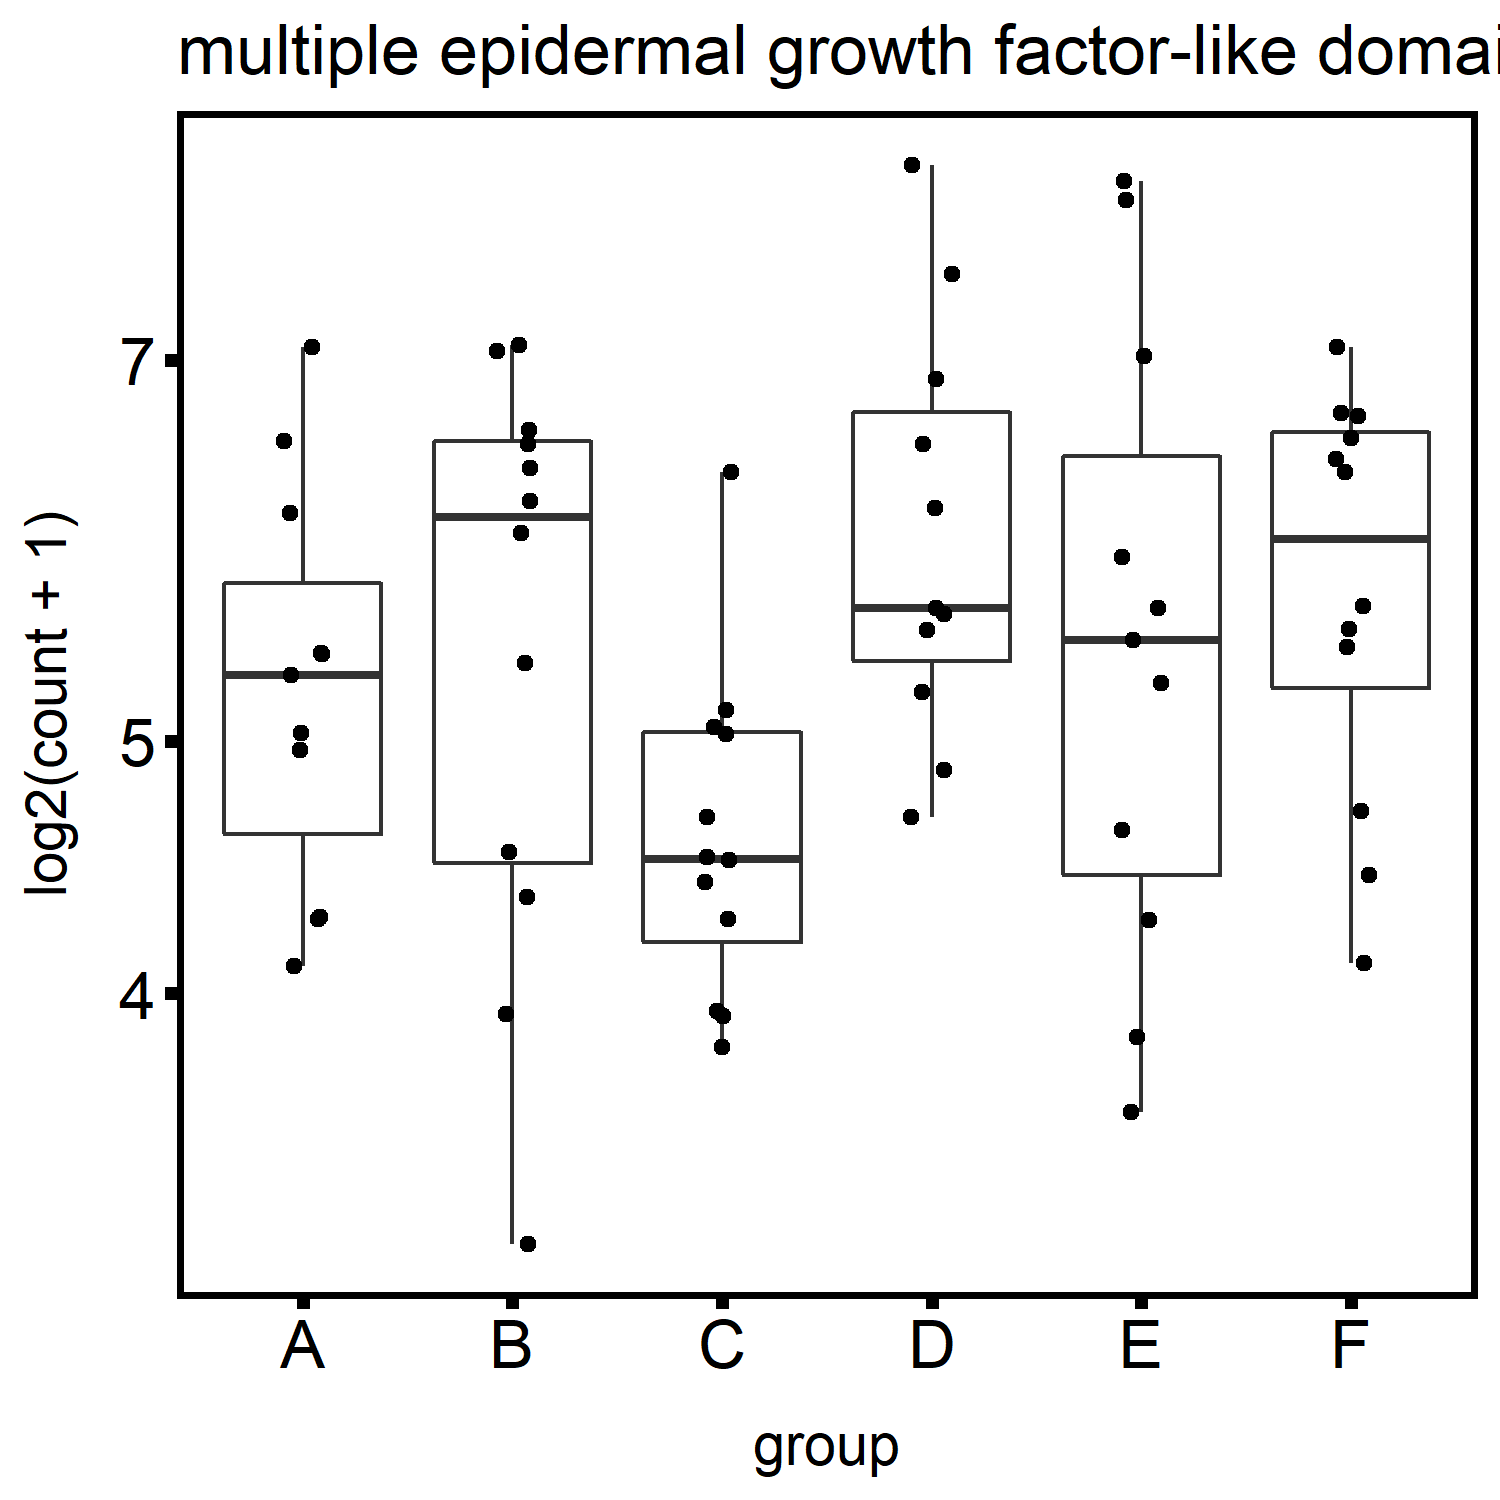 multiple epidermal growth factor-like domai
7
5
4
log2(count + 1)
A B C D E F
group